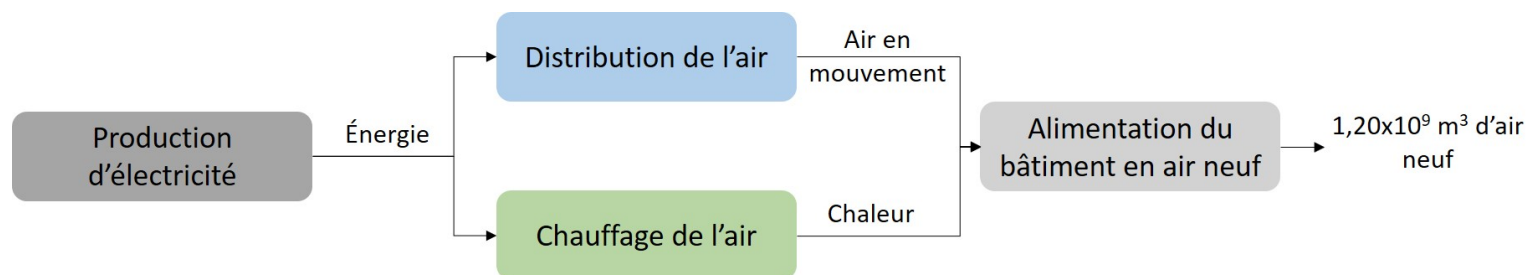 Production
d’électricité
Énergie
Distribution de l’air
Air en
mouvement
Chauffage de l’air
Chaleur
Alimentation du
bâtiment en air neuf
1,20x10⁹ m³ d’air
neuf